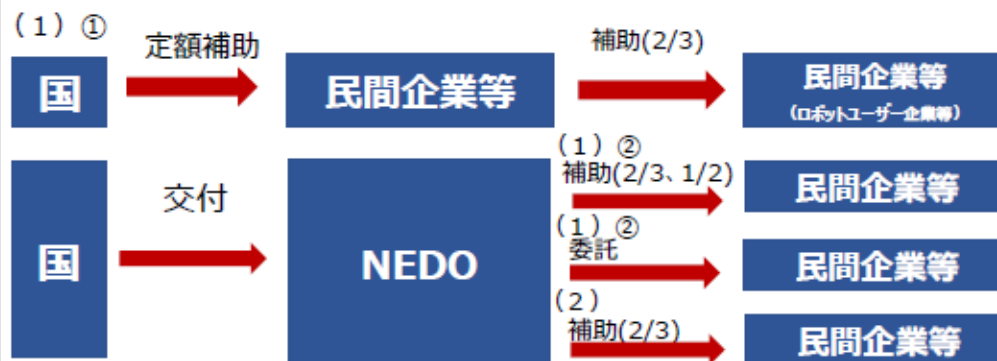 (1)①
定額補助
補助(2/3)
国
民間企業等
民間企業等
(ロボットユーザー企業等)
(1)②
補助(2/3、1/2)
民間企業等
交付
(1)②
国
NEDO
委託
民間企業等
(2)
補助(2/3)
民間企業等